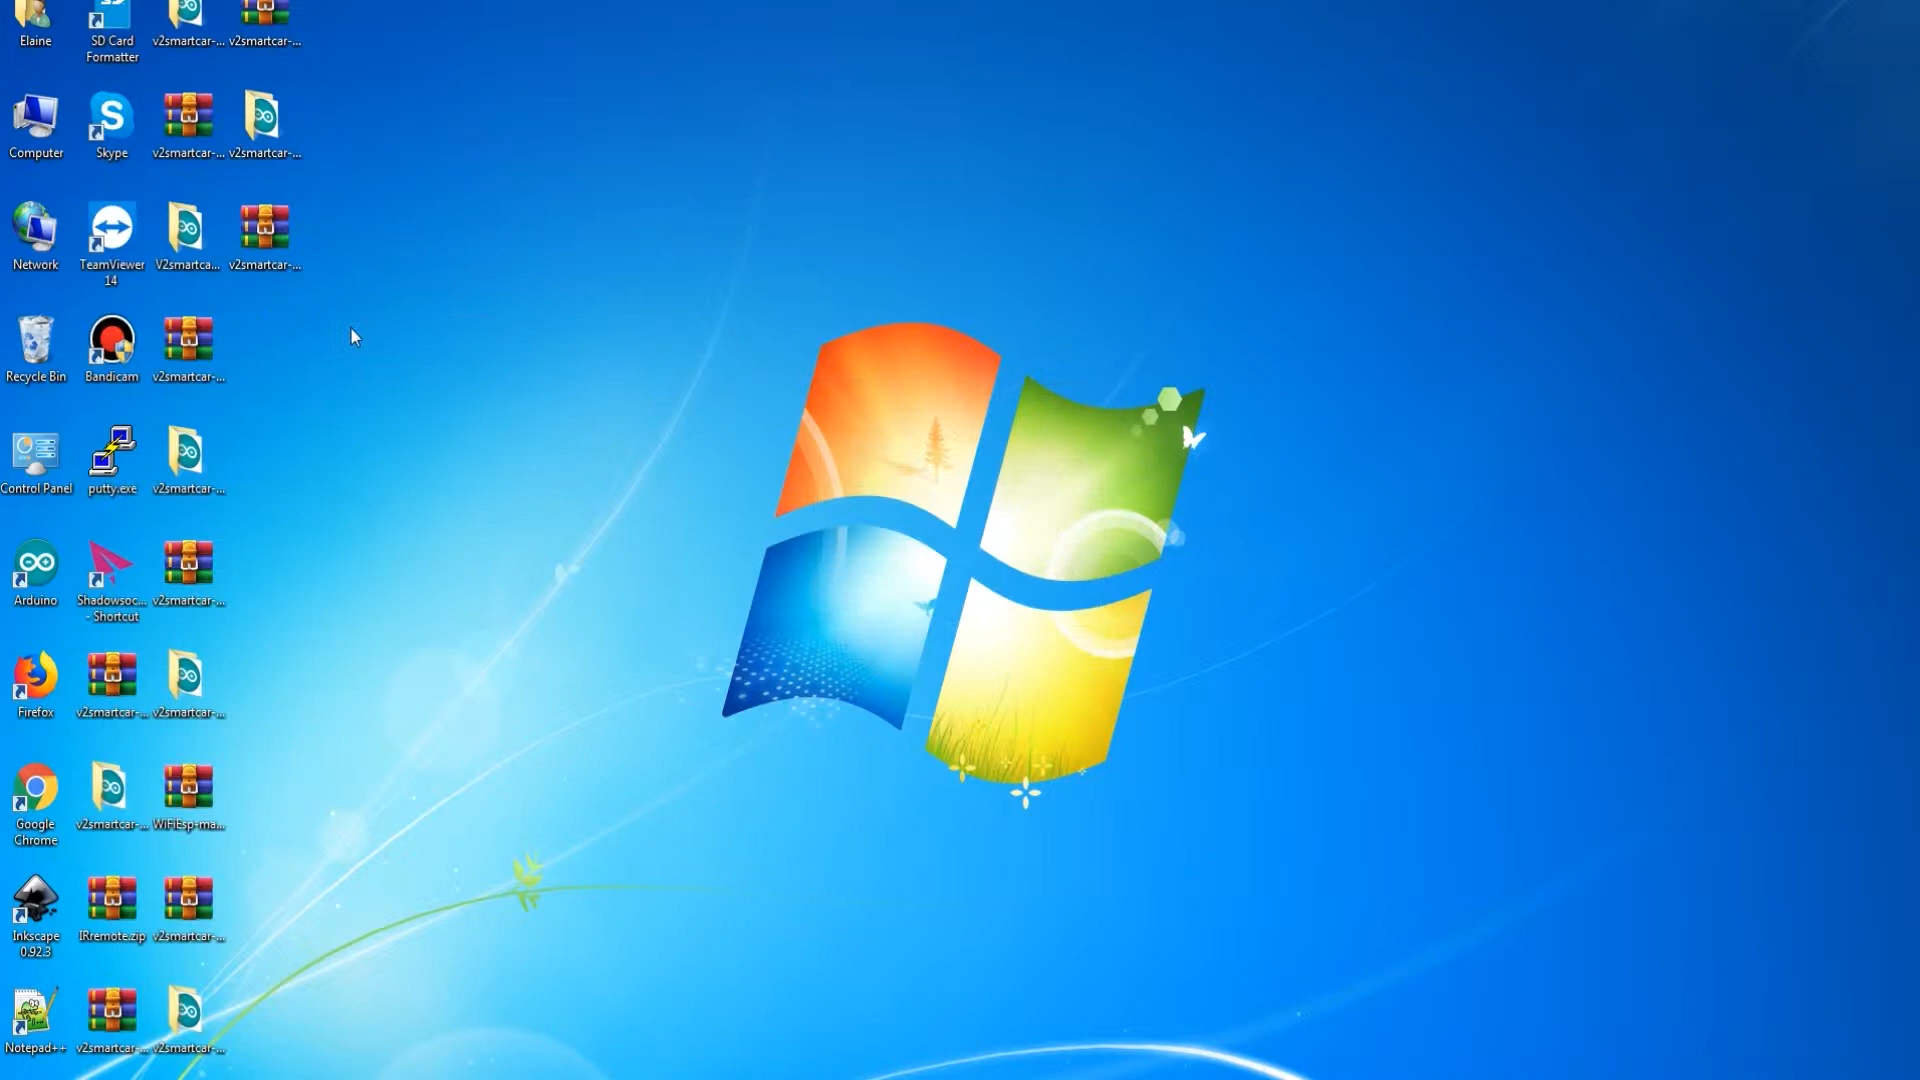 Elaine
SD Card
Formatter
v2smartcar-...
v2smartcar-...
Computer
Skype
v2smartcar-...
v2smartcar-...
Network
TeamViewer
14
V2smartca...
v2smartcar-...
Recycle Bin
Bandicam
v2smartcar-...
Control Panel
putty.exe
v2smartcar-...
Arduino
Shadowsoc...
- Shortcut
v2smartcar-...
Firefox
v2smartcar-...
v2smartcar-...
Google
Chrome
v2smartcar-...
WiFiEsp-ma...
Inkscape
0.92.3
IRremote.zip
v2smartcar-...
Notepad++
v2smartcar-...
v2smartcar-...